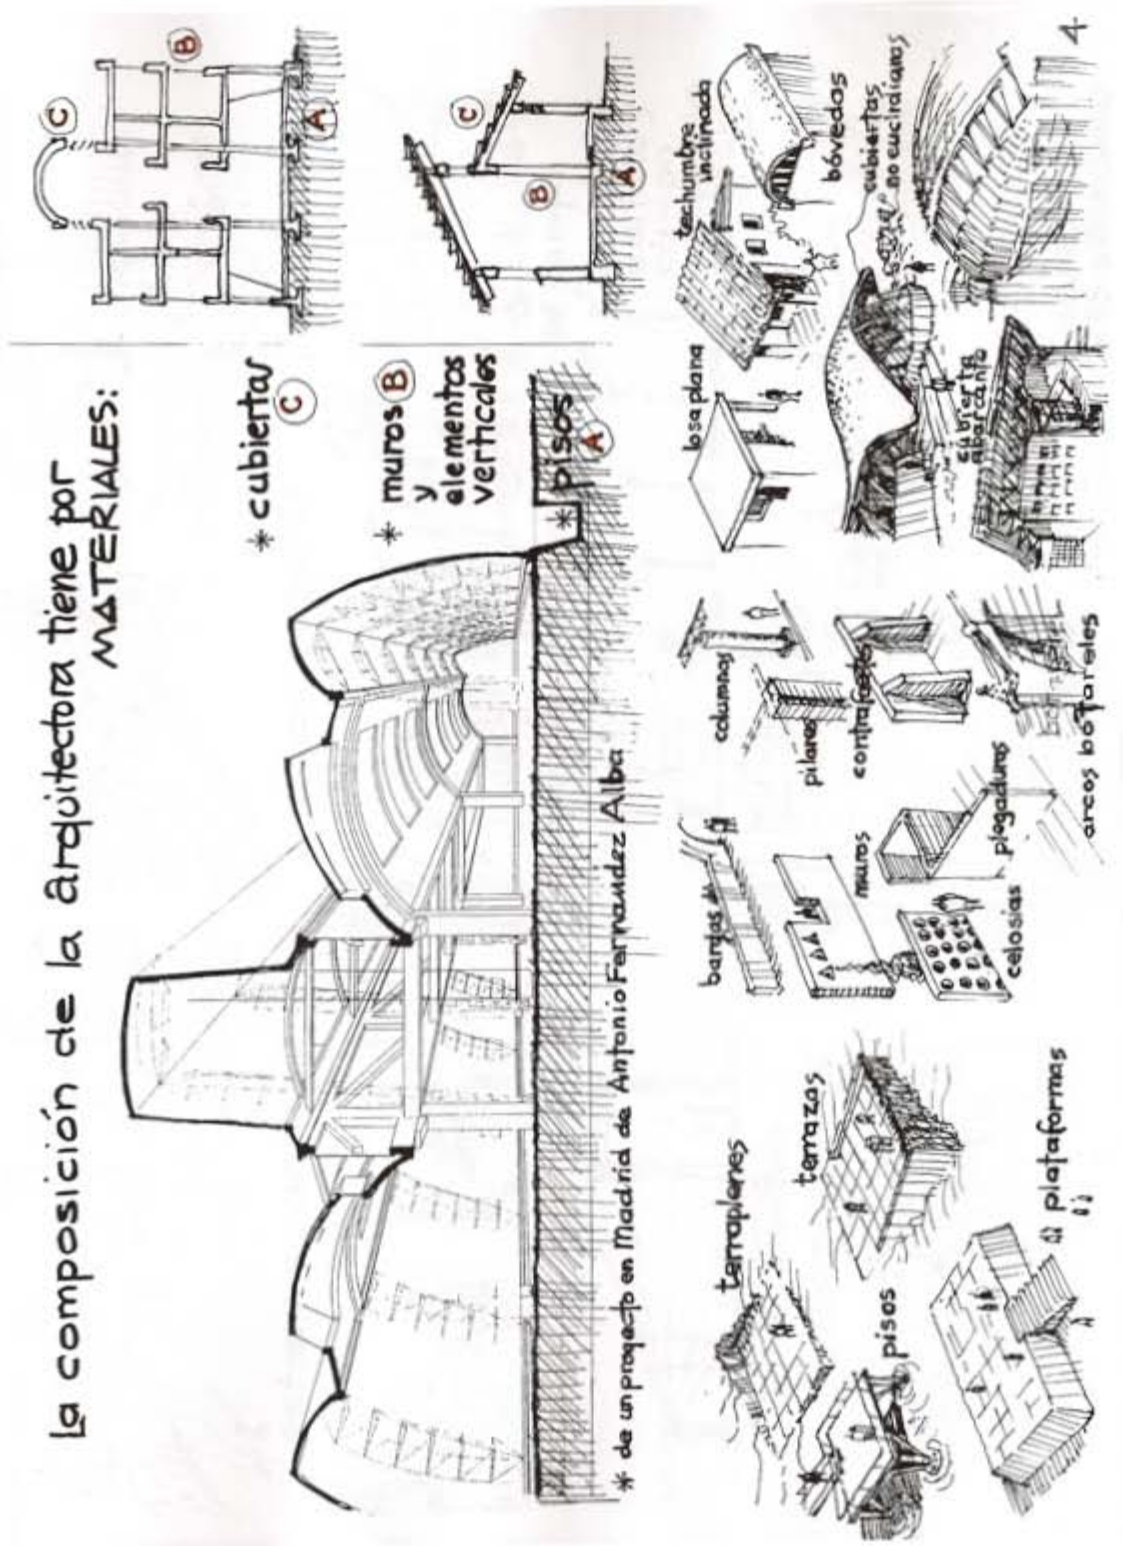 La composición de la arquitectura tiene por
MATERIALES:
* cubiertas
C
* muros B
y
elementos
verticales
* pisos
A
C
B
A
C
B
A
* de un proyecto en Madrid de Antonio Fernandez Alba
terraplenes
terrazas
pisos
plataformas
bardas
muros
celosias
plegaduras
columnas
pilares
contrafuertes
arcos botareles
losa plana
techumbre
inclinada
bóvedas
cubiertas
no euclidianas
cubierta
4